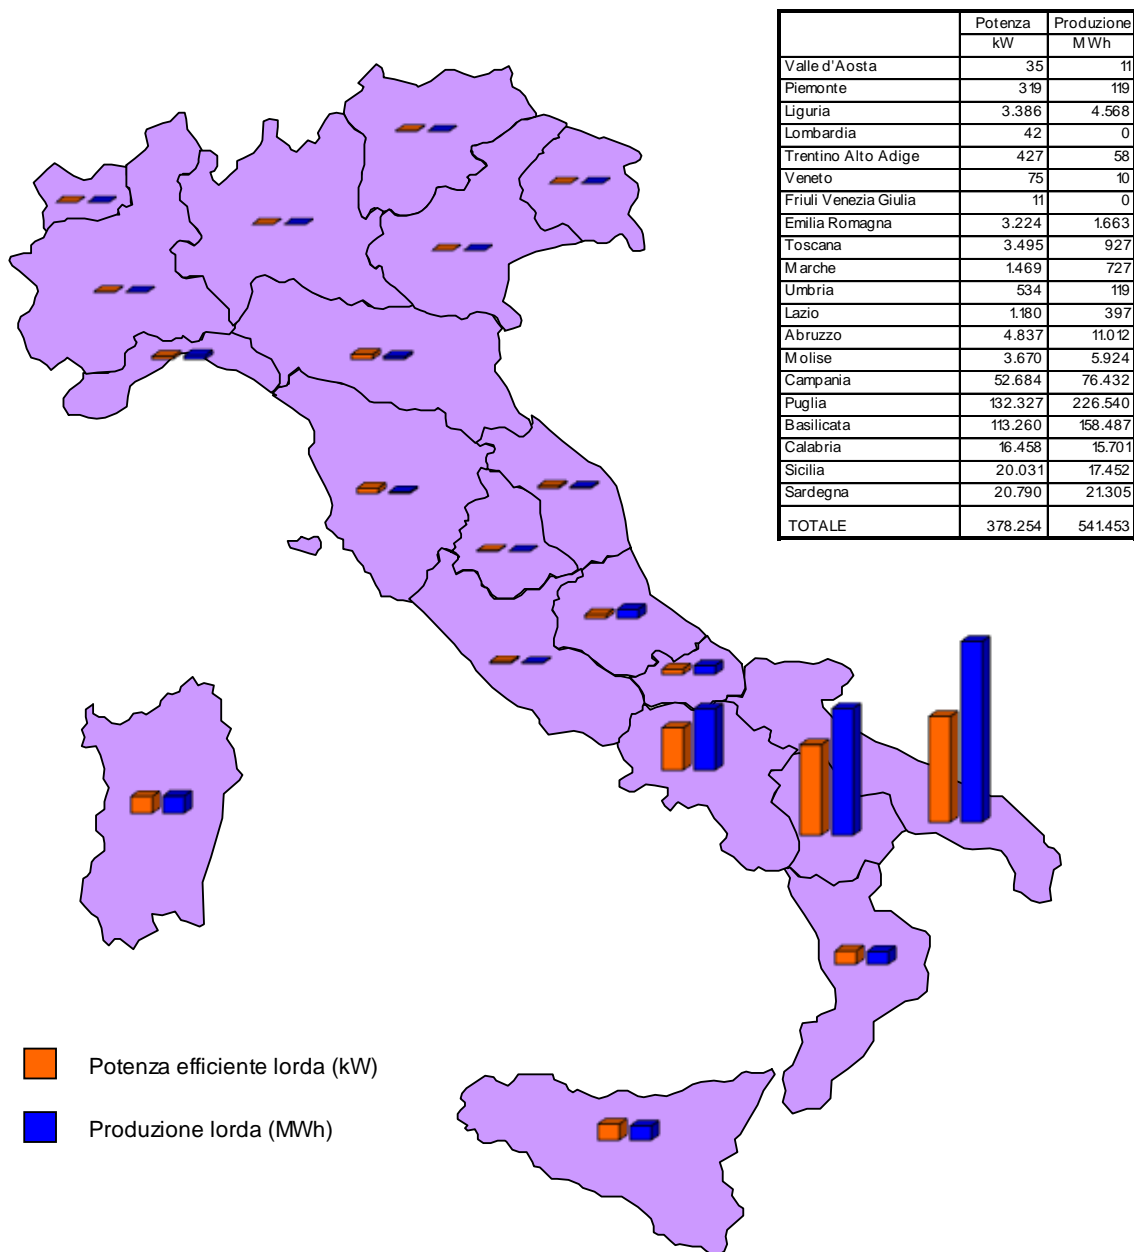 Potenza Produzione
kW MWh
Valle d'Aosta 35 11
Piemonte 319 119
Liguria 3.386 4.568
Lombardia 42 0
Trentino Alto Adige 427 58
Veneto 75 10
Friuli Venezia Giulia 11 0
Emilia Romagna 3.224 1.663
Toscana 3.495 927
Marche 1.469 727
Umbria 534 119
Lazio 1.180 397
Abruzzo 4.837 11.012
Molise 3.670 5.924
Campania 52.684 76.432
Puglia 132.327 226.540
Basilicata 113.260 158.487
Calabria 16.458 15.701
Sicilia 20.031 17.452
Sardegna 20.790 21.305
TOTALE 378.254 541.453
Potenza efficiente lorda (kW)
Produzione lorda (MWh)